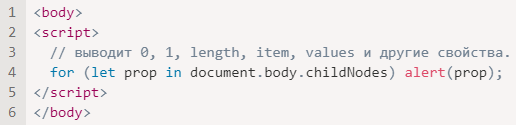 1 <body>
2 <script>
3   // выводит 0, 1, length, item, values и другие свойства.
4   for (let prop in document.body.childNodes) alert(prop);
5 </script>
6 </body>